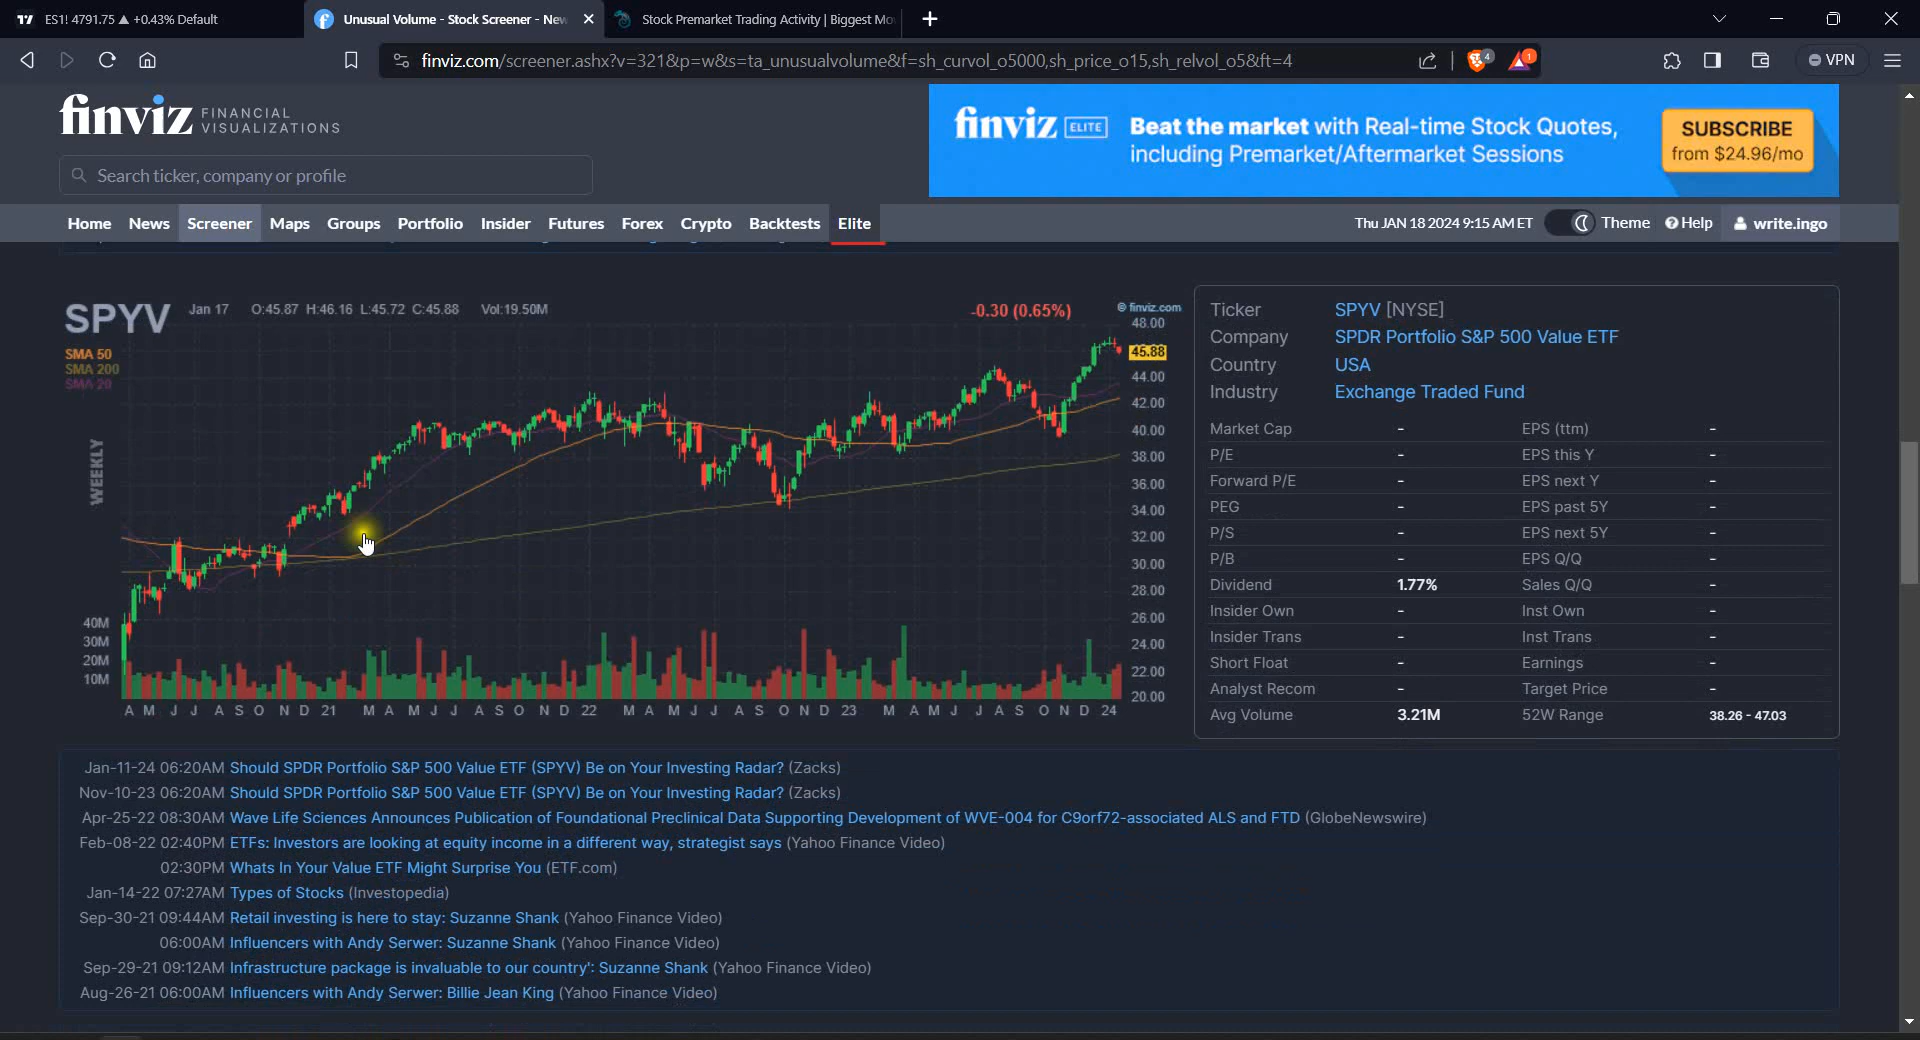 ES1! 4791.75 ▲ +0.43% Default
Unusual Volume - Stock Screener - New
Stock Premarket Trading Activity | Biggest Mo
finviz.com/screener.ashx?v=321&p=w&s=ta_unusualvolume&f=sh_curvol_o5000,sh_price_o15,sh_relvol_o5&ft=4
4
1
VPN
finviz FINANCIAL VISUALIZATIONS
finviz ELITE
Beat the market with Real-time Stock Quotes,
including Premarket/Aftermarket Sessions
SUBSCRIBE
from $24.96/mo
Search ticker, company or profile
Home News Screener Maps Groups Portfolio Insider Futures Forex Crypto Backtests Elite
Thu JAN 18 2024 9:15 AM ET Theme Help write.ingo
SPYV Jan 17 O:45.87 H:46.16 L:45.72 C:45.88 Vol:19.50M -0.30 (0.65%) © finviz.com
SMA 50
SMA 200
SMA 20
WEEKLY
48.00
45.88
44.00
42.00
40.00
38.00
36.00
34.00
32.00
30.00
28.00
26.00
24.00
22.00
20.00
40M
30M
20M
10M
A M J J A S O N D 21 M A M J J A S O N D 22 M A M J J A S O N D 23 M A M J J A S O N D 24
Ticker SPYV [NYSE]
Company SPDR Portfolio S&P 500 Value ETF
Country USA
Industry Exchange Traded Fund
Market Cap - EPS (ttm) -
P/E - EPS this Y -
Forward P/E - EPS next Y -
PEG - EPS past 5Y -
P/S - EPS next 5Y -
P/B - EPS Q/Q -
Dividend 1.77% Sales Q/Q -
Insider Own - Inst Own -
Insider Trans - Inst Trans -
Short Float - Earnings -
Analyst Recom - Target Price -
Avg Volume 3.21M 52W Range 38.26 - 47.03
Jan-11-24 06:20AM Should SPDR Portfolio S&P 500 Value ETF (SPYV) Be on Your Investing Radar? (Zacks)
Nov-10-23 06:20AM Should SPDR Portfolio S&P 500 Value ETF (SPYV) Be on Your Investing Radar? (Zacks)
Apr-25-22 08:30AM Wave Life Sciences Announces Publication of Foundational Preclinical Data Supporting Development of WVE-004 for C9orf72-associated ALS and FTD (GlobeNewswire)
Feb-08-22 02:40PM ETFs: Investors are looking at equity income in a different way, strategist says (Yahoo Finance Video)
02:30PM Whats In Your Value ETF Might Surprise You (ETF.com)
Jan-14-22 07:27AM Types of Stocks (Investopedia)
Sep-30-21 09:44AM Retail investing is here to stay: Suzanne Shank (Yahoo Finance Video)
06:00AM Influencers with Andy Serwer: Suzanne Shank (Yahoo Finance Video)
Sep-29-21 09:12AM Infrastructure package is invaluable to our country': Suzanne Shank (Yahoo Finance Video)
Aug-26-21 06:00AM Influencers with Andy Serwer: Billie Jean King (Yahoo Finance Video)